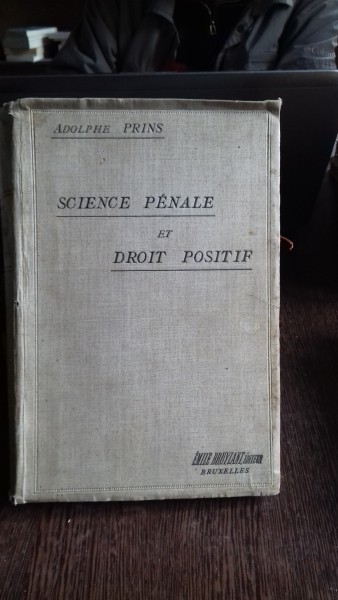 ADOLPHE PRINS
SCIENCE PÉNALE
ET
DROIT POSITIF
ÉMILE BRUYLANT, ÉDITEUR
BRUXELLES